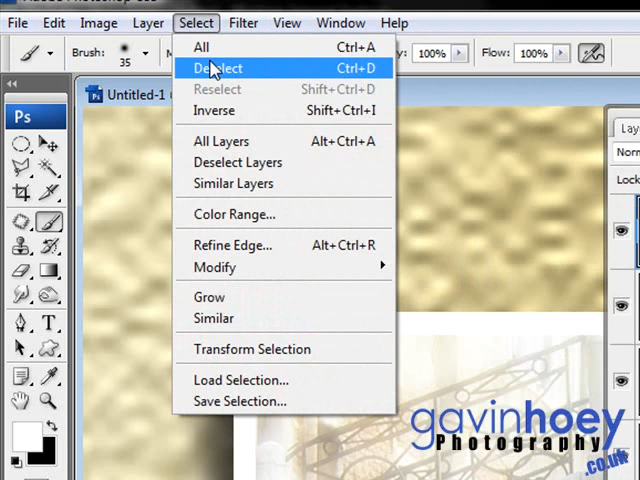 File Edit Image Layer Select Filter View Window Help
Brush: 35 100% Flow: 100%
All Ctrl+A
Deselect Ctrl+D
Reselect Shift+Ctrl+D
Inverse Shift+Ctrl+I
All Layers Alt+Ctrl+A
Deselect Layers
Similar Layers
Color Range...
Refine Edge... Alt+Ctrl+R
Modify
Grow
Similar
Transform Selection
Load Selection...
Save Selection...
Ps Untitled-1
Ps
T
gavinhoey
Photography
.co.uk